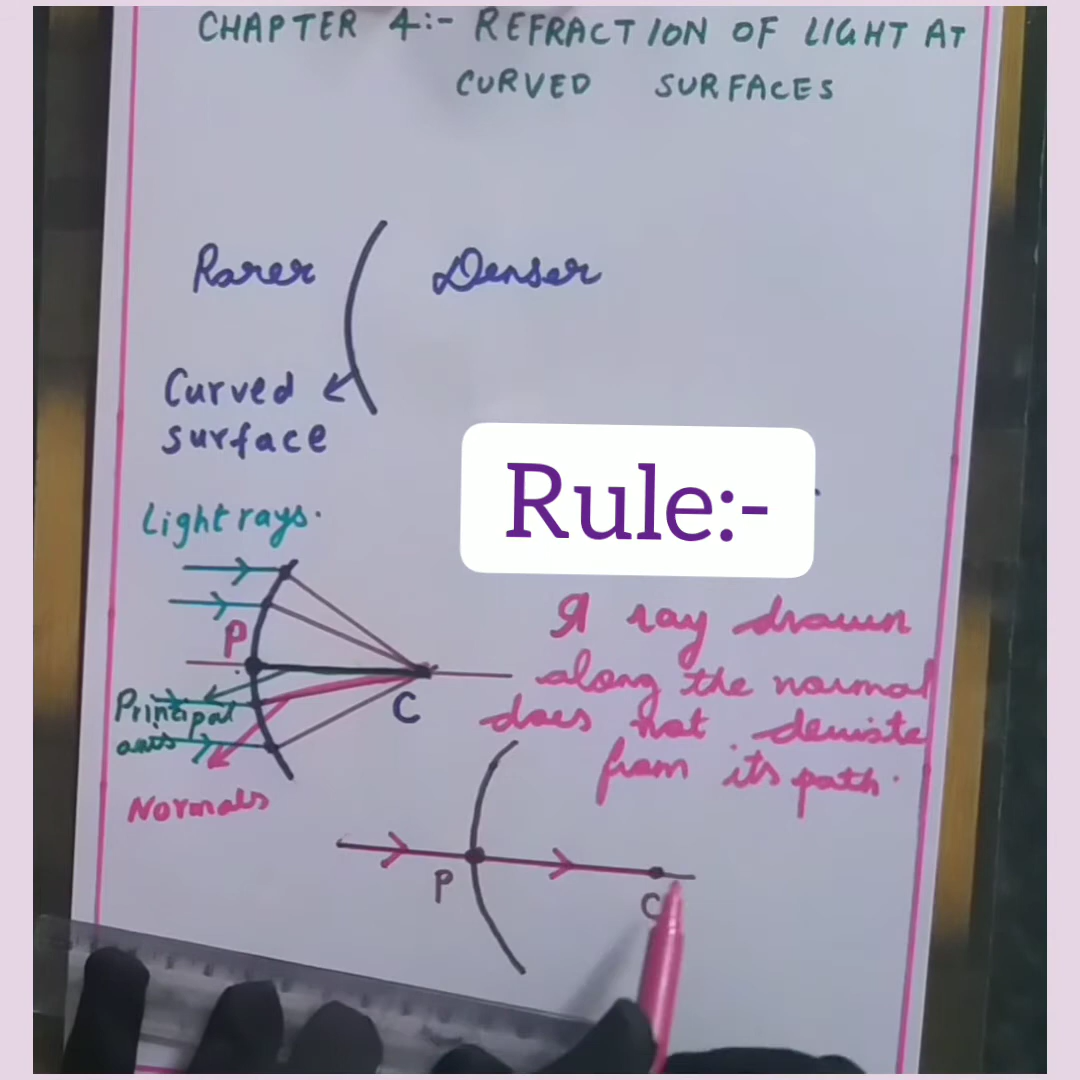 CHAPTER 4:- REFRACTION OF LIGHT AT
CURVED SURFACES
Rarer
Denser
Curved
surface
Rule:-
Light rays.
P
C
Principal
axis
Normals
A ray drawn
along the normal
does not deviate
from its path.
P
C